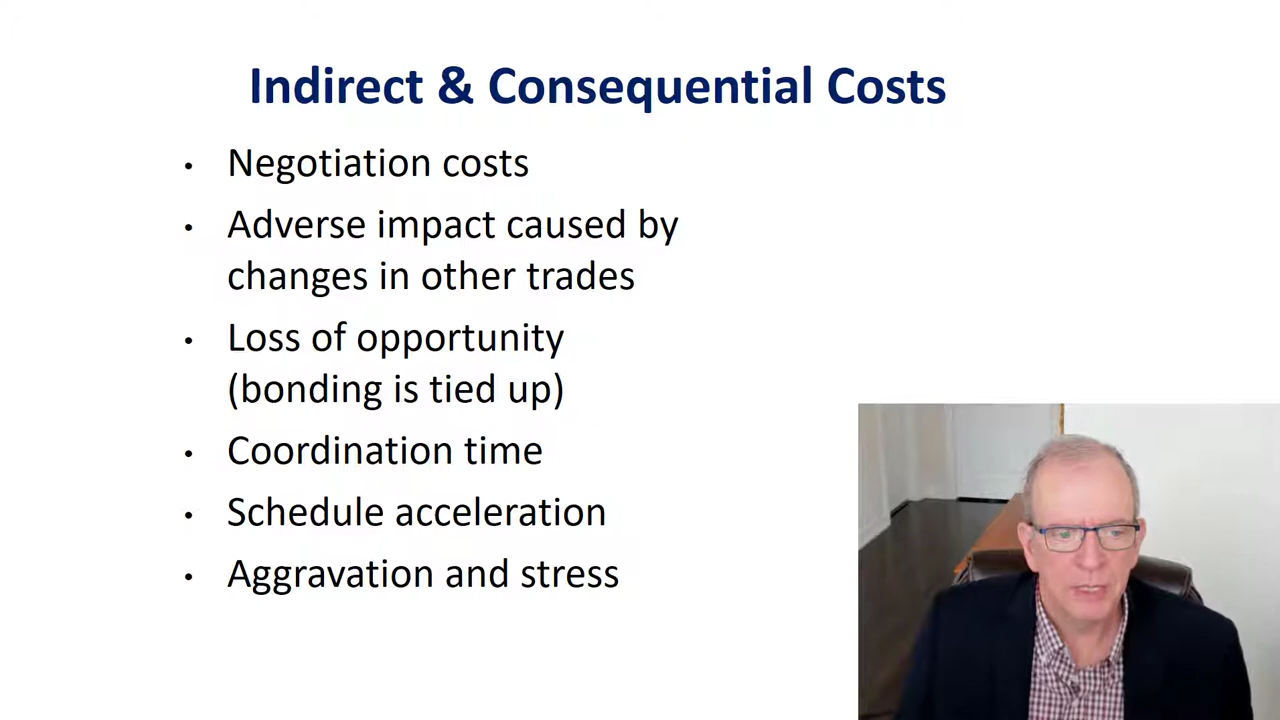 Indirect & Consequential Costs
• Negotiation costs
• Adverse impact caused by
changes in other trades
• Loss of opportunity
(bonding is tied up)
• Coordination time
• Schedule acceleration
• Aggravation and stress